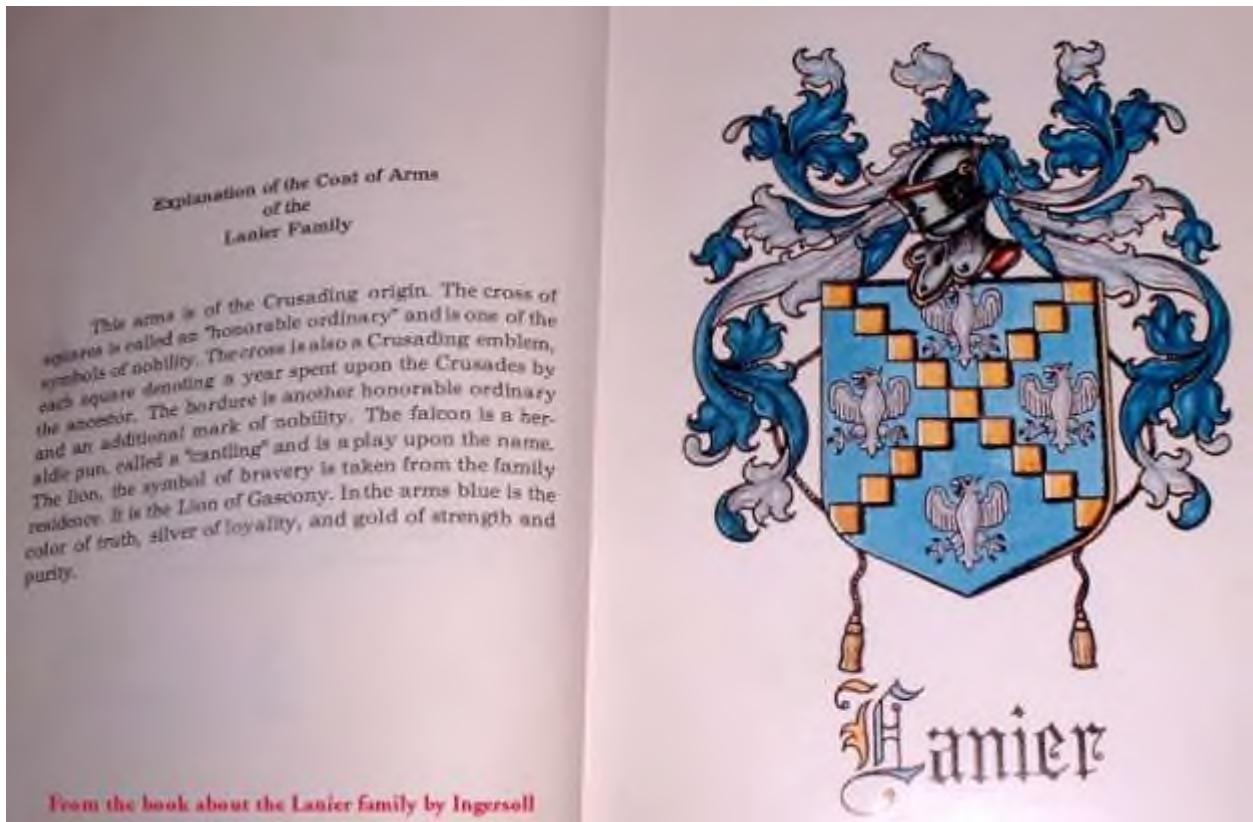 Explanation of the Coat of Arms
of the
Lanier Family
This arms is of the Crusading origin. The cross of
squares is called an "honorable ordinary" and is one of the
symbols of nobility. The cross is also a Crusading emblem,
each square denoting a year spent upon the Crusades by
the ancestor. The bordure is another honorable ordinary
and an additional mark of nobility. The falcon is a her-
aldic pun, called a "cantling" and is a play upon the name.
The lion, the symbol of bravery is taken from the family
residence. It is the Lion of Gascony. In the arms blue is the
color of truth, silver of loyality, and gold of strength and
purity.
From the book about the Lanier family by Ingersoll
Lanier